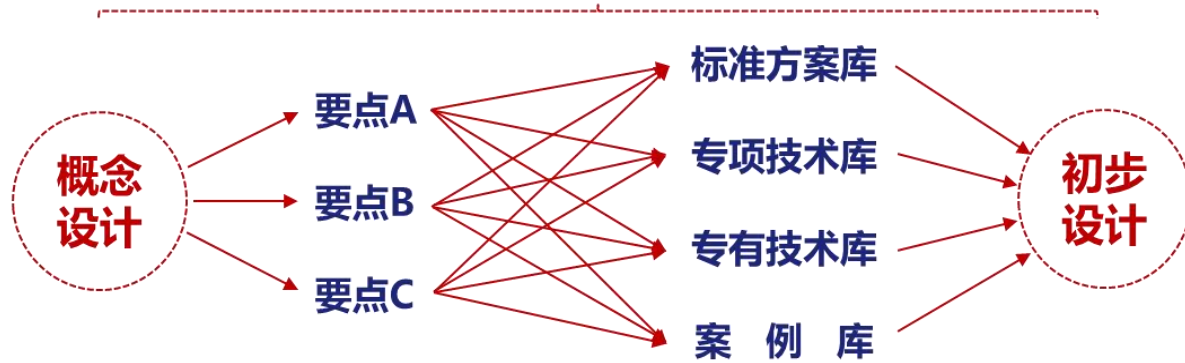 概念
设计
要点A
要点B
要点C
标准方案库
专项技术库
专有技术库
案 例 库
初步
设计